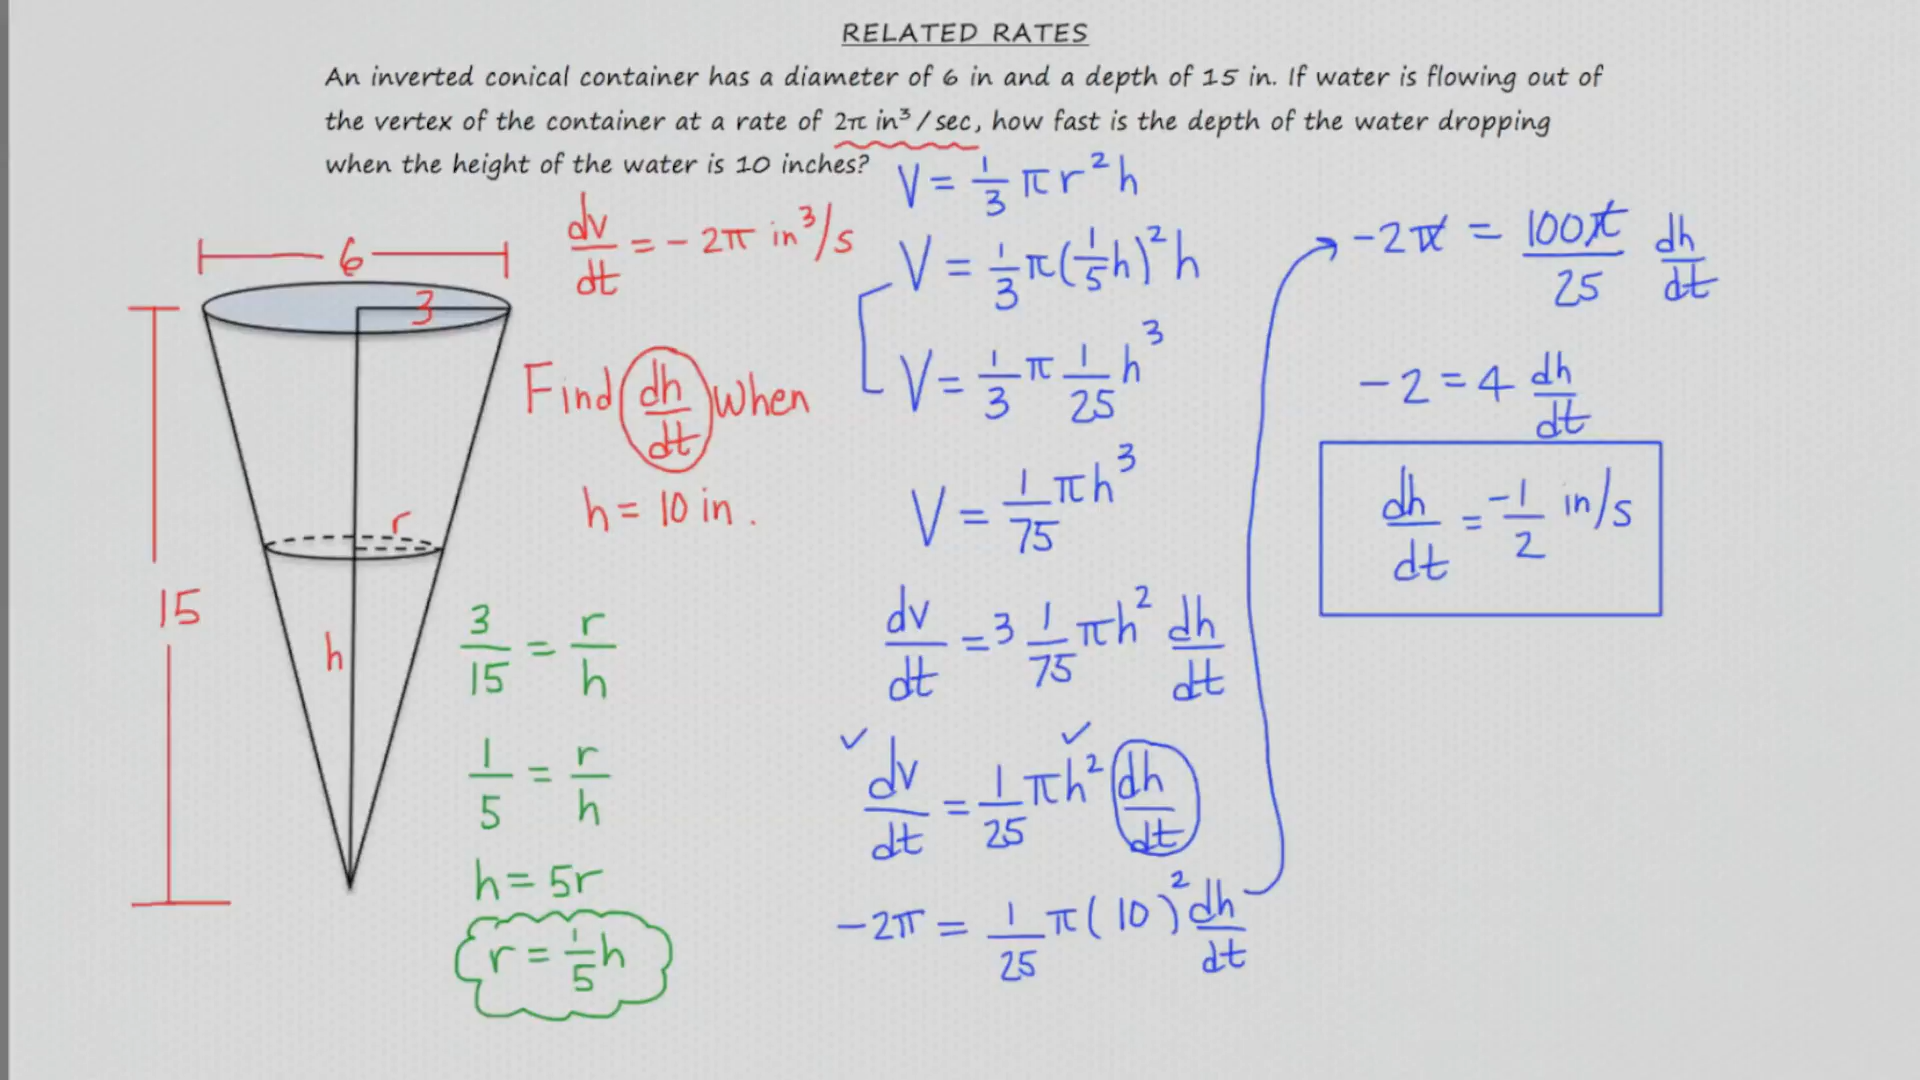 RELATED RATES
An inverted conical container has a diameter of 6 in and a depth of 15 in. If water is flowing out of
the vertex of the container at a rate of 2π in³/sec, how fast is the depth of the water dropping
when the height of the water is 10 inches?
6
3
15
r
h
dv/dt = -2π in³/s
Find dh/dt when
h = 10 in.
3/15 = r/h
1/5 = r/h
h = 5r
r = 1/5 h
V = 1/3 π r² h
V = 1/3 π (1/5 h)² h
V = 1/3 π 1/25 h³
V = 1/75 π h³
dv/dt = 3 1/75 π h² dh/dt
✓ ✓
dv/dt = 1/25 π h² dh/dt
-2π = 1/25 π (10)² dh/dt
-2π = 100π/25 dh/dt
-2 = 4 dh/dt
dh/dt = -1/2 in/s